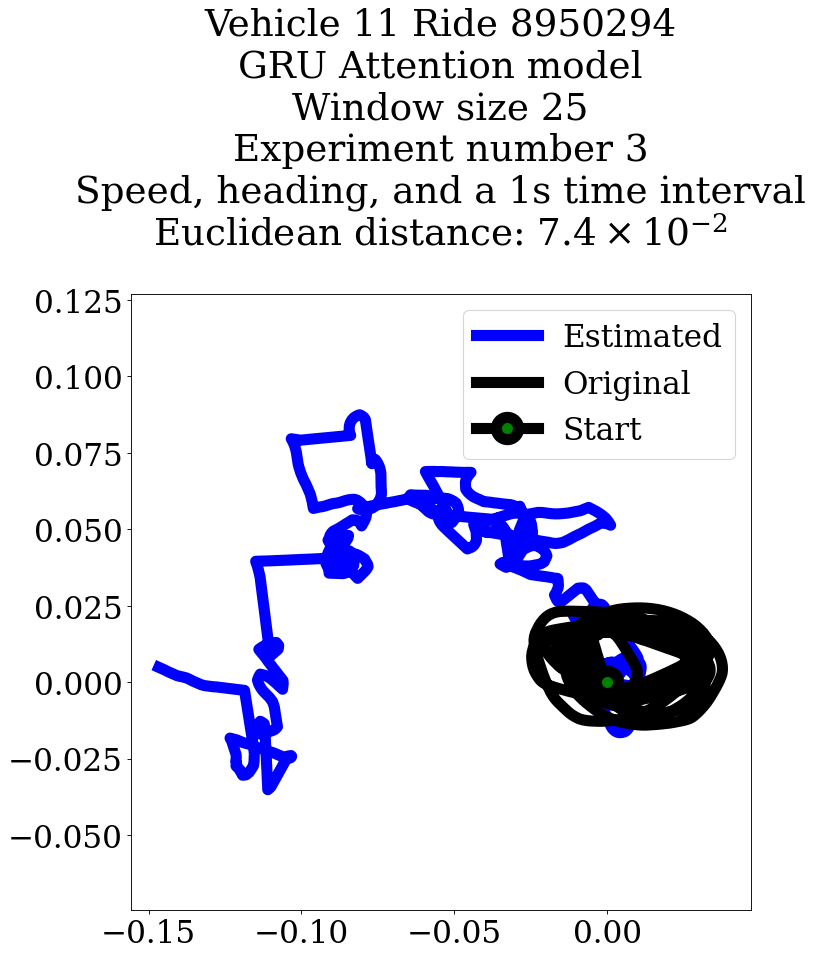 Vehicle 11 Ride 8950294
GRU Attention model
Window size 25
Experiment number 3
Speed, heading, and a 1s time interval
Euclidean distance: 7.4 × 10⁻²
0.125
0.100
0.075
0.050
0.025
0.000
−0.025
−0.050
Estimated
Original
Start
−0.15
−0.10
−0.05
0.00